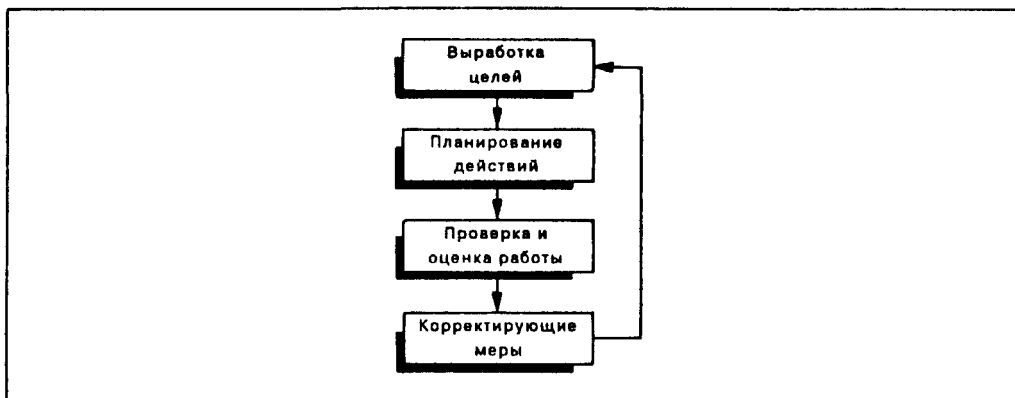 Выработка
целей
Планирование
действий
Проверка и
оценка работы
Корректирующие
меры